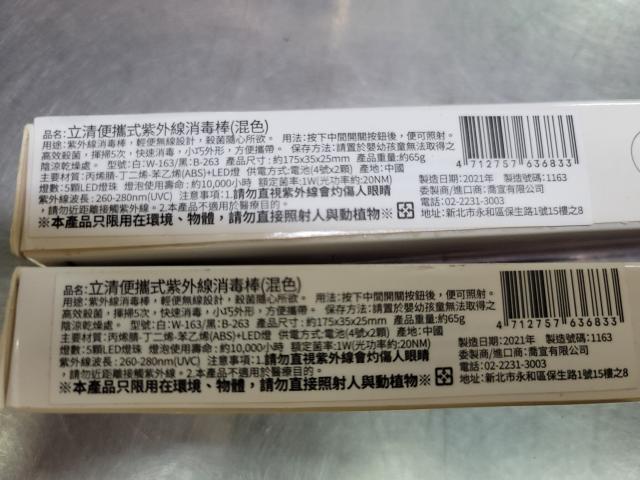 品名:立清便攜式紫外線消毒棒(混色)
用途:紫外線消毒棒，輕便無線設計，殺菌隨心所欲。 用法:按下中間開關按鈕後，便可照射。
高效殺菌，揮掃5次，快速消毒，小巧外形，方便攜帶。 保存方法:請置於嬰幼孩童無法取得之
陰涼乾燥處。 型號:白:W-163/黑:B-263 產品尺寸:約175x35x25mm 產品重量:約65g
主要材質:丙烯腈-丁二烯-苯乙烯(ABS)+LED燈 供電方式:電池(4號x2顆) 產地:中國
燈數:5顆LED燈珠 燈泡使用壽命:約10,000小時 額定菌率:1W(光功率約:20NM)
紫外線波長:260-280nm(UVC) 注意事項:1.請勿直視紫外線會灼傷人眼睛
,請勿近距離接觸紫外線。2.本產品不適用於醫療目的。
※本產品只限用在環境、物體，請勿直接照射人與動植物※
4 712757 636833
製造日期:2021年 製造號碼:1163
委製商/進口商:喬宣有限公司
電話:02-2231-3003
地址:新北市永和區保生路1號15樓之8
品名:立清便攜式紫外線消毒棒(混色)
用途:紫外線消毒棒，輕便無線設計，殺菌隨心所欲。 用法:按下中間開關按鈕後，便可照射。
高效殺菌，揮掃5次，快速消毒，小巧外形，方便攜帶。 保存方法:請置於嬰幼孩童無法取得之
陰涼乾燥處。 型號:白:W-163/黑:B-263 產品尺寸:約175x35x25mm 產品重量:約65g
主要材質:丙烯腈-丁二烯-苯乙烯(ABS)+LED燈 供電方式:電池(4號x2顆) 產地:中國
燈數:5顆LED燈珠 燈泡使用壽命:約10,000小時 額定菌率:1W(光功率約:20NM)
紫外線波長:260-280nm(UVC) 注意事項:1.請勿直視紫外線會灼傷人眼睛
,請勿近距離接觸紫外線。2.本產品不適用於醫療目的。
※本產品只限用在環境、物體，請勿直接照射人與動植物※
4 712757 636833
製造日期:2021年 製造號碼:1163
委製商/進口商:喬宣有限公司
電話:02-2231-3003
地址:新北市永和區保生路1號15樓之8